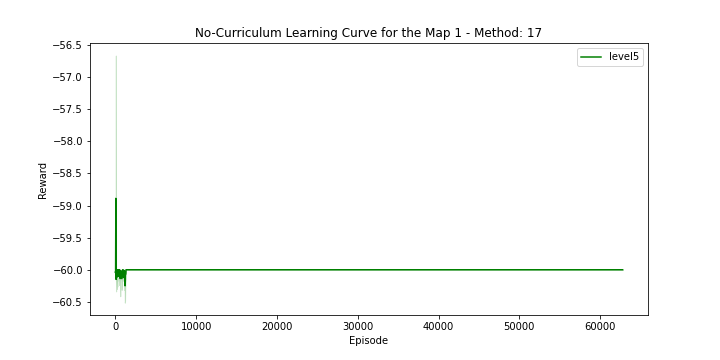 No-Curriculum Learning Curve for the Map 1 - Method: 17
level5
−56.5
−57.0
−57.5
−58.0
−58.5
−59.0
−59.5
−60.0
−60.5
Reward
0 10000 20000 30000 40000 50000 60000
Episode